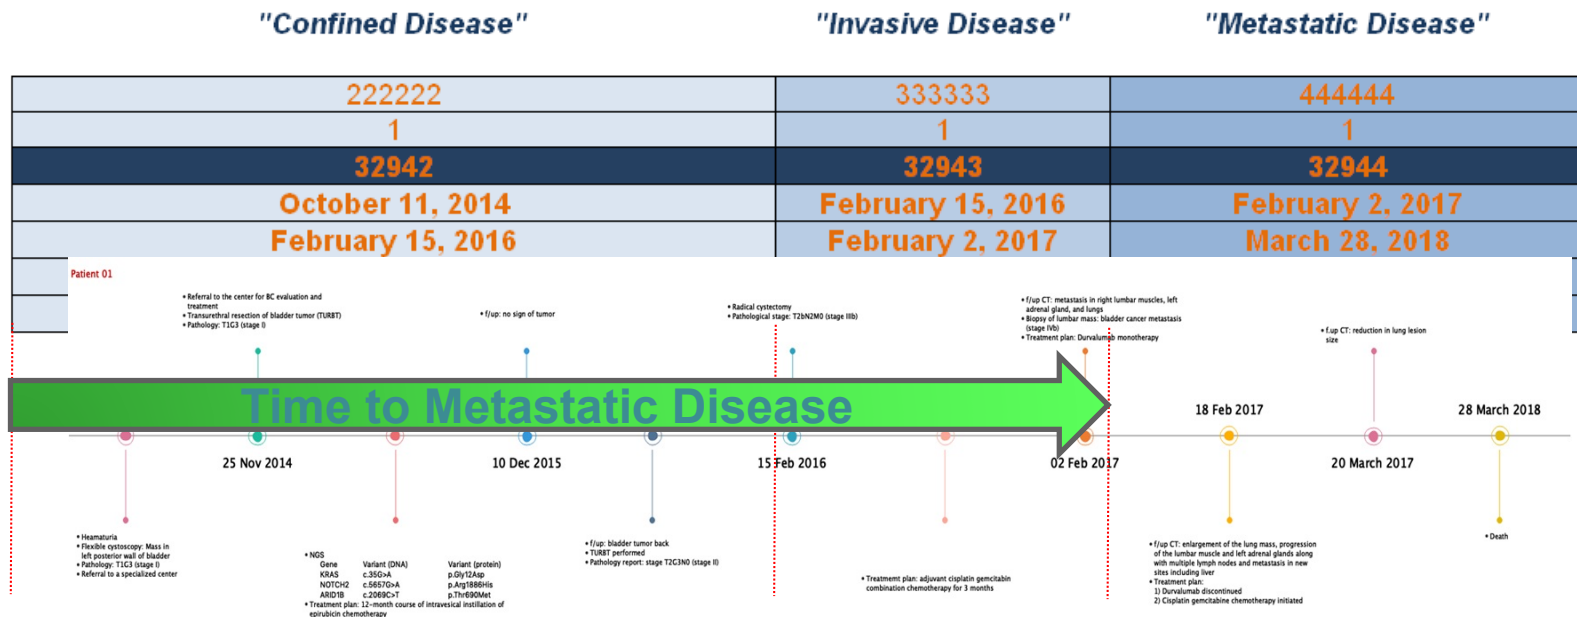 "Confined Disease" "Invasive Disease" "Metastatic Disease"
222222 333333 444444
1 1 1
32942 32943 32944
October 11, 2014 February 15, 2016 February 2, 2017
February 15, 2016 February 2, 2017 March 28, 2018
Patient 01
• Referral to the center for BC evaluation and
treatment
• Transurethral resection of bladder tumor (TURBT)
• Pathology: T1G3 (stage I)
• f/up: no sign of tumor
• Radical cystectomy
• Pathological stage: T2bN2M0 (stage IIIb)
• f/up CT: metastasis in right lumbar muscles, left
adrenal gland, and lungs
• Biopsy of lumbar mass: bladder cancer metastasis
(stage IVb)
• Treatment plan: Durvalumab monotherapy
• f.up CT: reduction in lung lesion
size
Time to Metastatic Disease
18 Feb 2017
28 March 2018
25 Nov 2014
10 Dec 2015
15 Feb 2016
02 Feb 2017
20 March 2017
• Heamaturia
• Flexible cystoscopy: Mass in
left posterior wall of bladder
• Pathology: T1G3 (stage I)
• Referral to a specialized center
• NGS
Gene Variant (DNA) Variant (protein)
KRAS c.35G>A p.Gly12Asp
NOTCH2 c.5657G>A p.Arg1886His
ARID1B c.2069C>T p.Thr690Met
• Treatment plan: 12-month course of intravesical instillation of
epirubicin chemotherapy
• f/up: bladder tumor back
• TURBT performed
• Pathology report: stage T2G3N0 (stage II)
• Treatment plan: adjuvant cisplatin gemcitabin
combination chemotherapy for 3 months
• f/up CT: enlargement of the lung mass, progression
of the lumbar muscle and left adrenal glands along
with multiple lymph nodes and metastasis in new
sites including liver
• Treatment plan:
1) Durvalumab discontinued
2) Cisplatin gemcitabine chemotherapy initiated
• Death